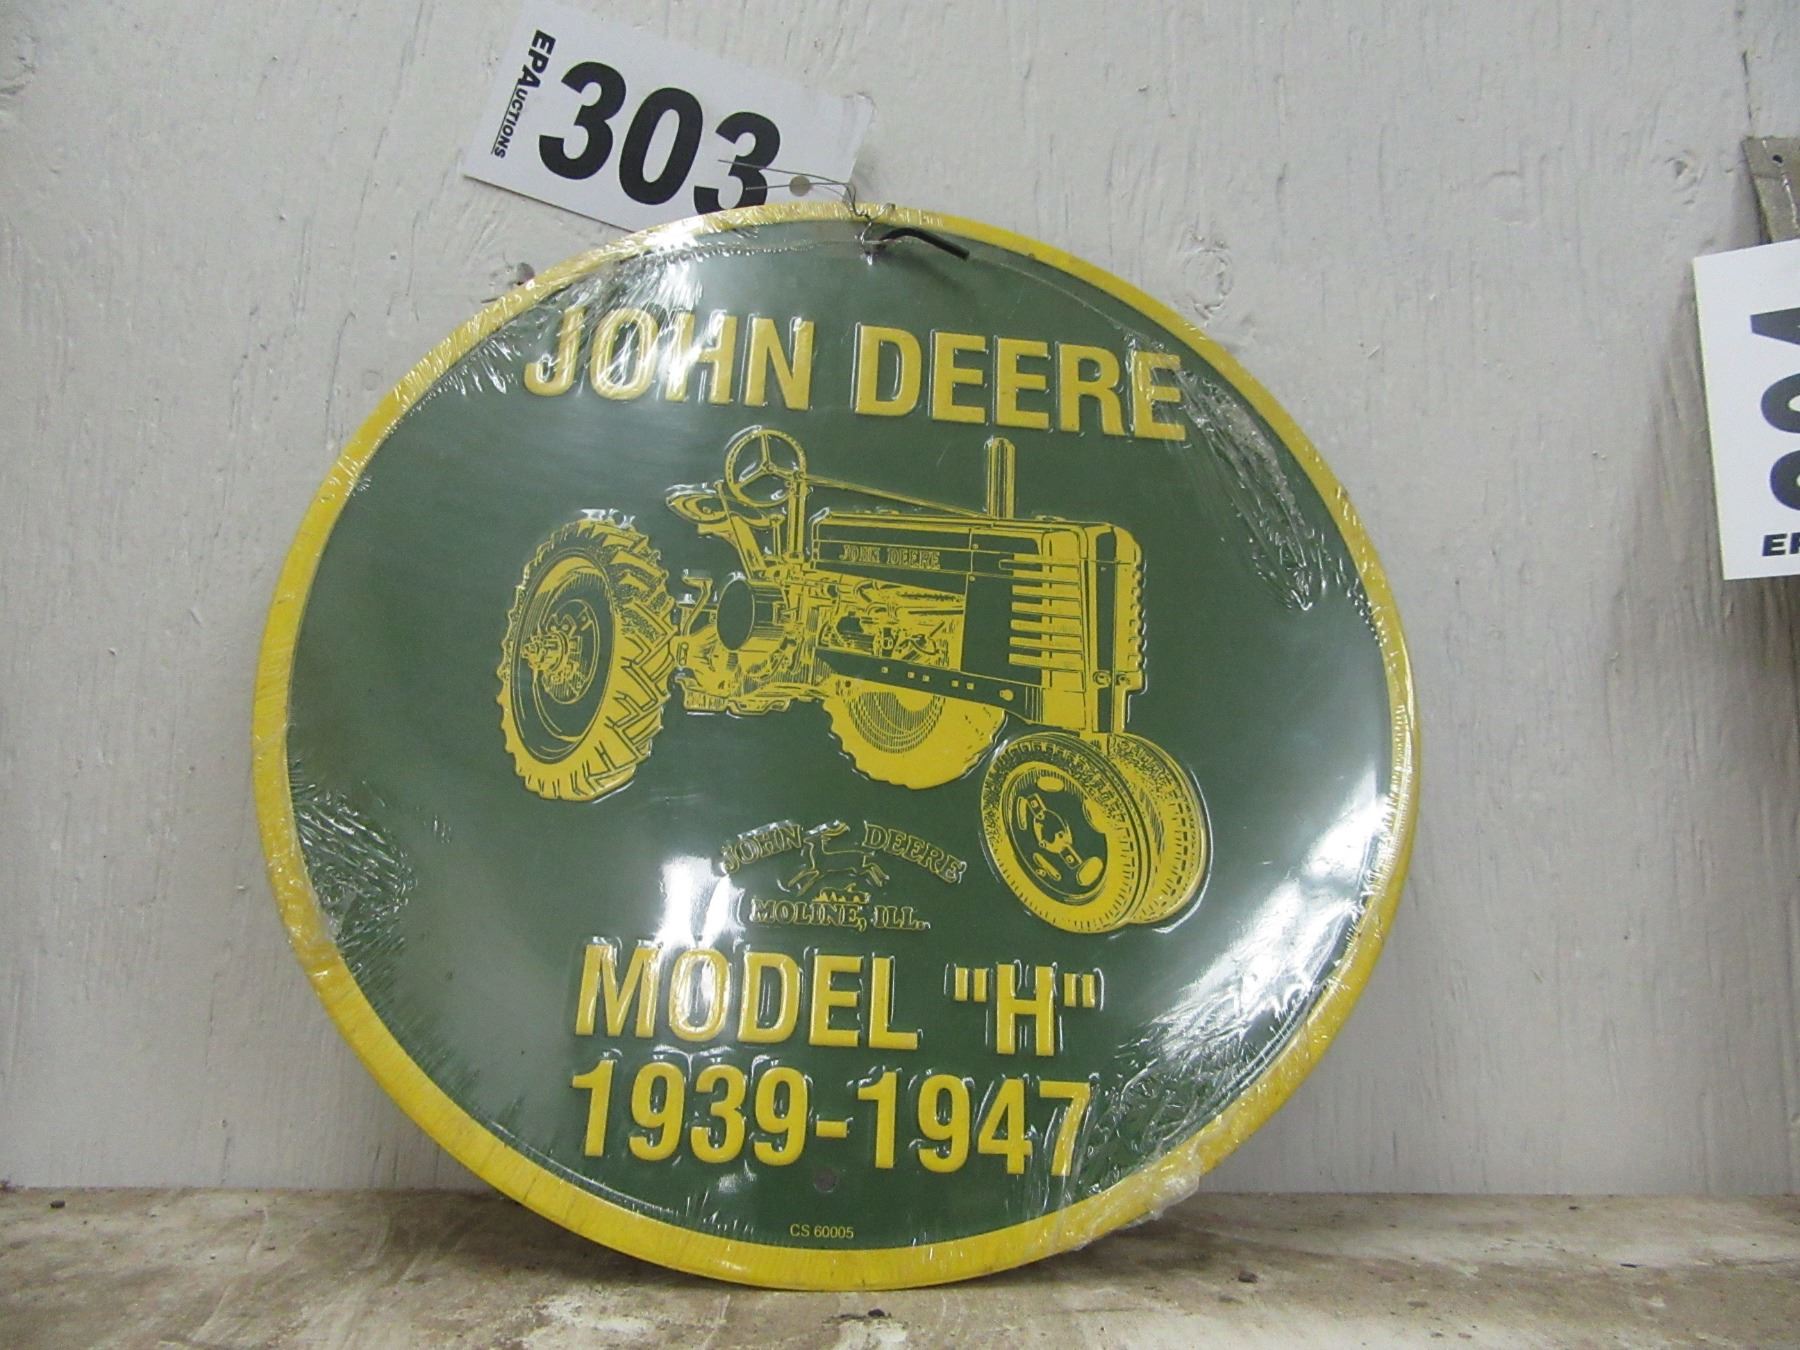 EPAuctions
303
JOHN DEERE
JOHN DEERE
JOHN DEERE
MOLINE, ILL.
MODEL "H"
1939-1947
CS 60005